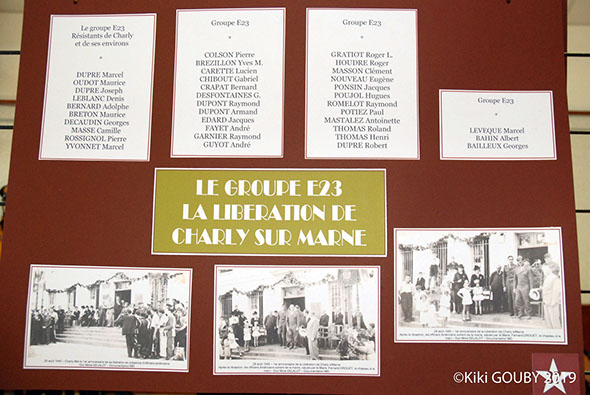 Le groupe E23
Résistants de Charly
et de ses environs
*
DUPRE Marcel
OUDOT Maurice
DUPRE Joseph
LEBLANC Denis
BERNARD Adolphe
BRETON Maurice
DECAUDIN Georges
MASSE Camille
ROSSIGNOL Pierre
YVONNET Marcel
Groupe E23
*
COLSON Pierre
BREZILLON Yves M.
CARETTE Lucien
CHIBOUT Gabriel
CRAPAT Bernard
DESFONTAINES G.
DUPONT Raymond
DUPONT Armand
EDARD Jacques
FAYET André
GARNIER Raymond
GUYOT André
Groupe E23
*
GRATIOT Roger L.
HOUDRE Roger
MASSON Clément
NOUVEAU Eugène
PONSIN Jacques
POUJOL Hugues
ROMELOT Raymond
POTIEZ Paul
MASTALEZ Antoinette
THOMAS Roland
THOMAS Henri
DUPRE Robert
Groupe E23
*
LEVEQUE Marcel
BAHIN Albert
BAILLEUX Georges
LE GROUPE E23
LA LIBERATION DE
CHARLY SUR MARNE
©Kiki GOUBY 2019